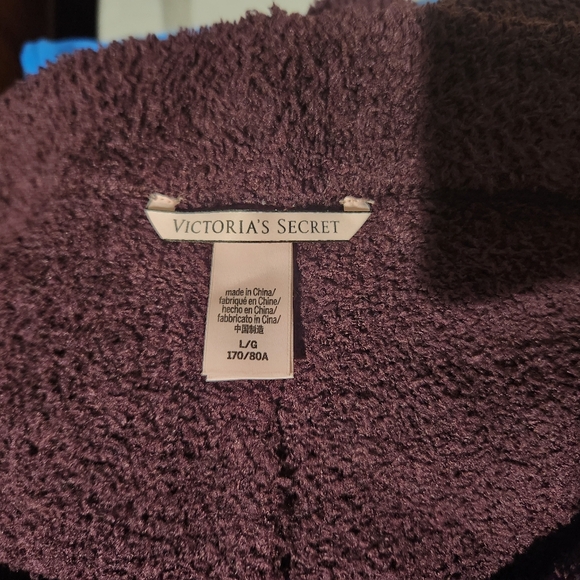 VICTORIA'S SECRET
made in China/
fabriqué en Chine/
hecho en China/
fabbricato in Cina/
中国制造
L/G
170/80A